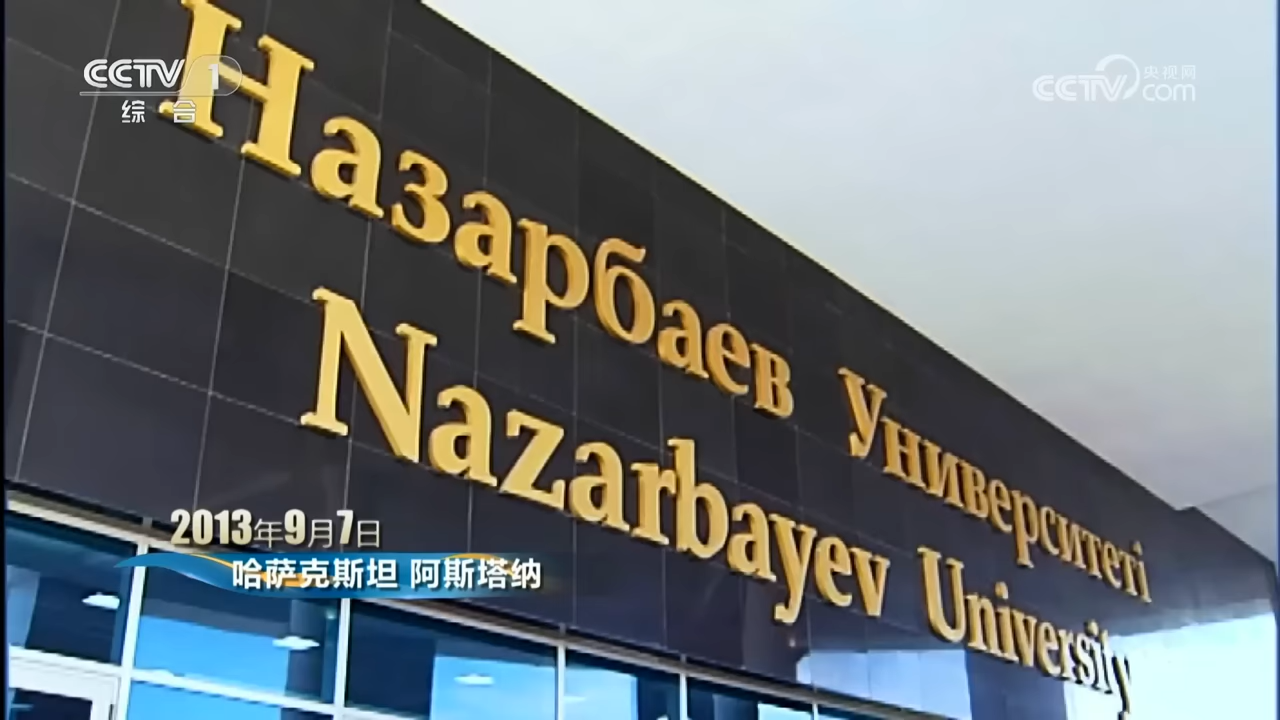 CCTV 1
综合
央视网
CCTV.com
Назарбаев Университеті
Nazarbayev University
2013年9月7日
哈萨克斯坦 阿斯塔纳